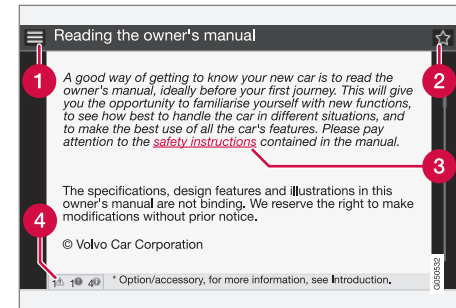 Reading the owner's manual
1
2
A good way of getting to know your new car is to read the
owner's manual, ideally before your first journey. This will give
you the opportunity to familiarise yourself with new functions,
to see how best to handle the car in different situations, and
to make the best use of all the car's features. Please pay
attention to the safety instructions contained in the manual.
3
The specifications, design features and illustrations in this
owner's manual are not binding. We reserve the right to make
modifications without prior notice.
4
© Volvo Car Corporation
1 1 4 * Option/accessory, for more information, see Introduction.
G050532